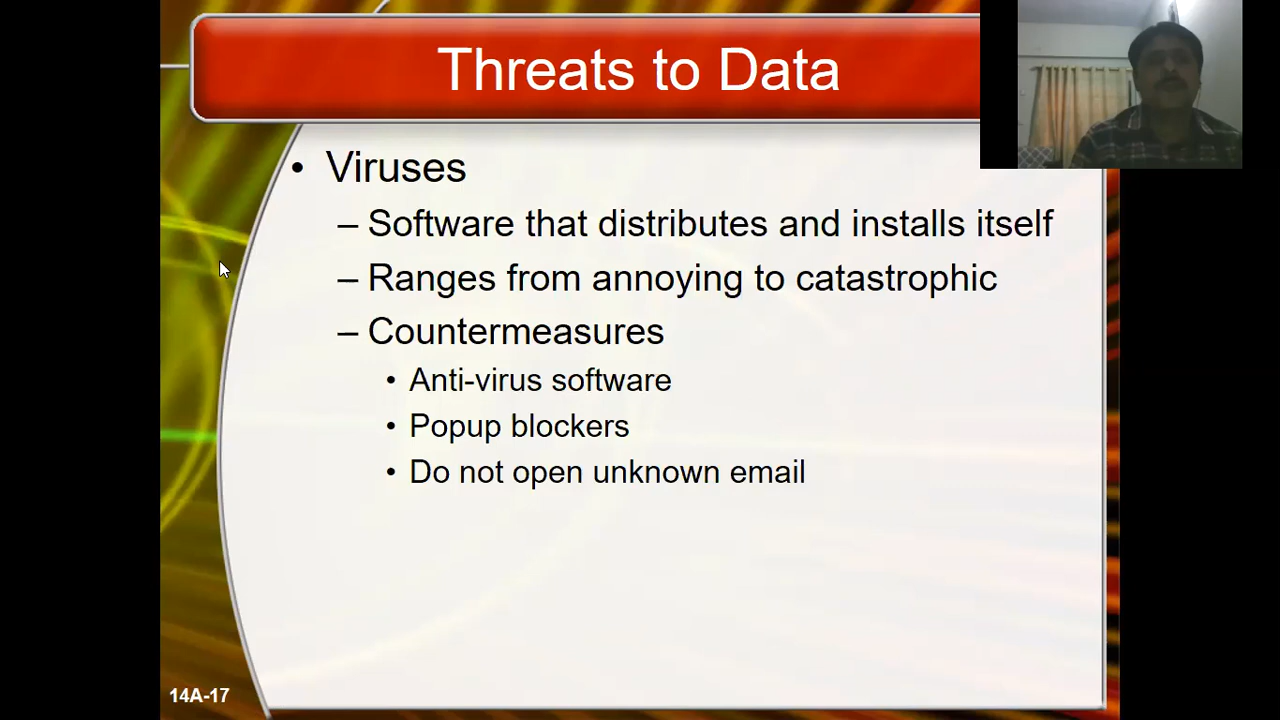 Threats to Data
• Viruses
– Software that distributes and installs itself
– Ranges from annoying to catastrophic
– Countermeasures
• Anti-virus software
• Popup blockers
• Do not open unknown email
14A-17